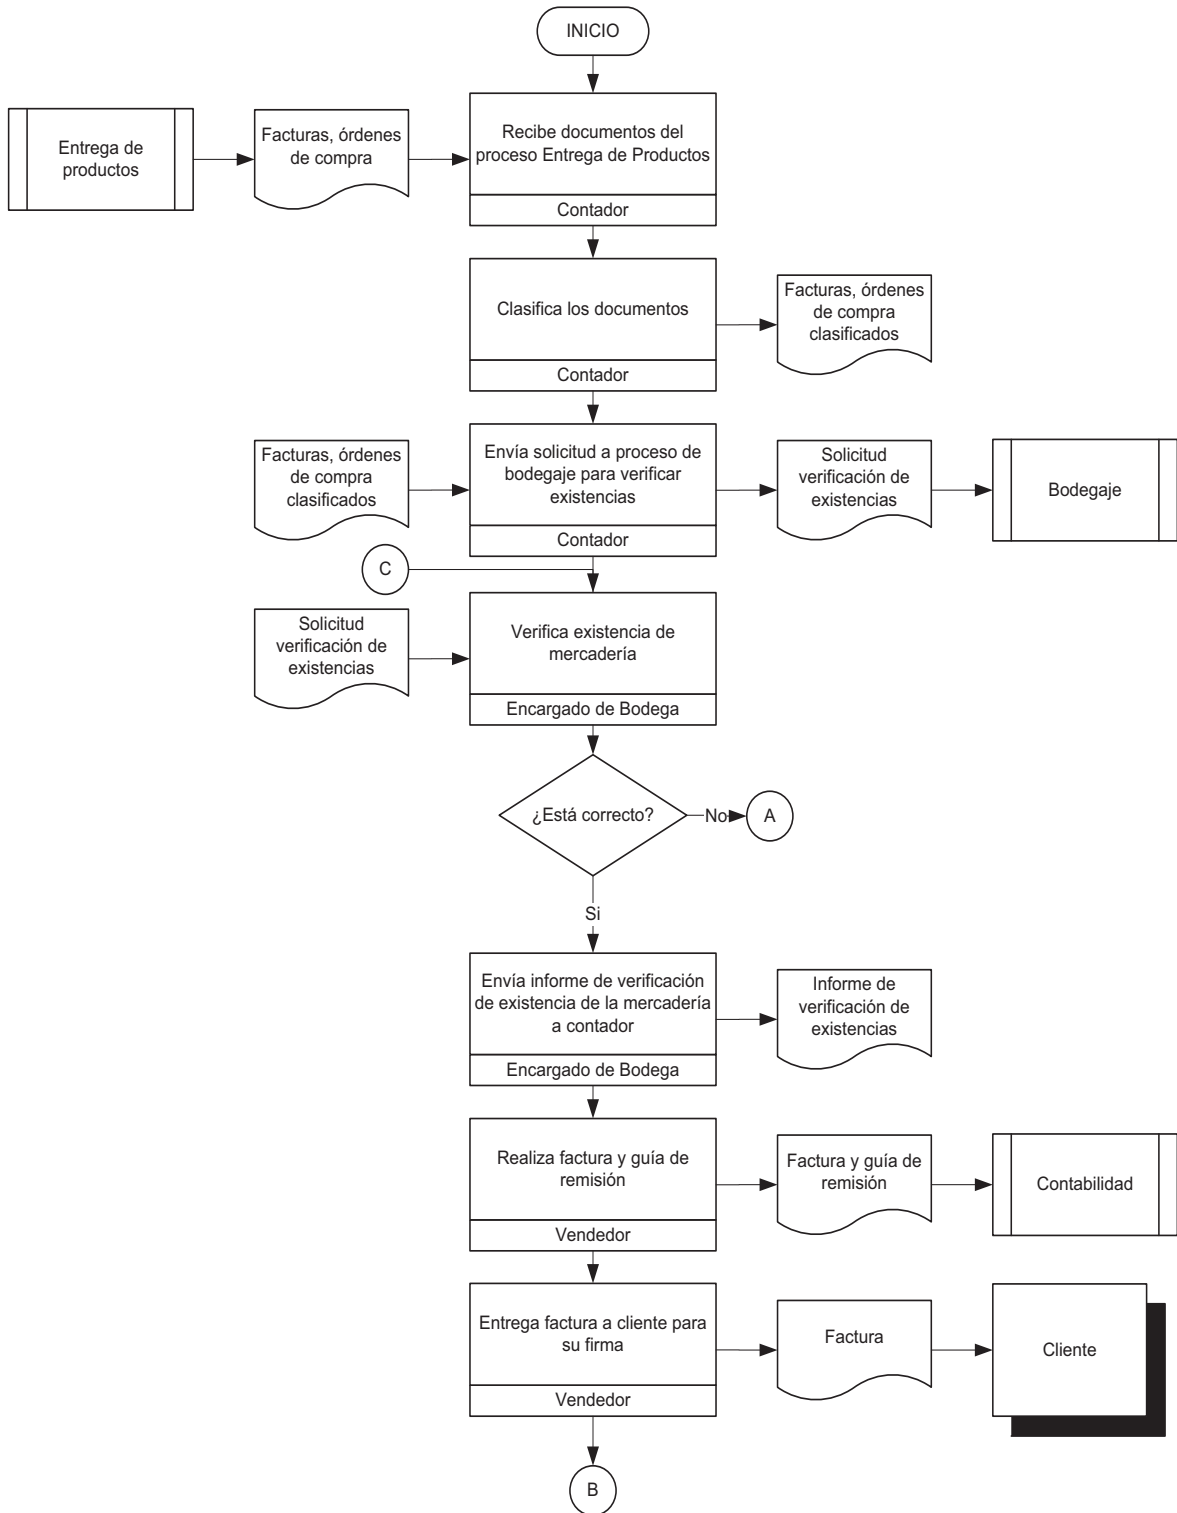 INICIO
Entrega de
productos
Facturas, órdenes
de compra
Recibe documentos del
proceso Entrega de Productos
Contador
Clasifica los documentos
Contador
Facturas, órdenes
de compra
clasificados
Facturas, órdenes
de compra
clasificados
Envía solicitud a proceso de
bodegaje para verificar
existencias
Contador
Solicitud
verificación de
existencias
Bodegaje
C
Solicitud
verificación de
existencias
Verifica existencia de
mercadería
Encargado de Bodega
¿Está correcto?
No
A
Si
Envía informe de verificación
de existencia de la mercadería
a contador
Encargado de Bodega
Informe de
verificación de
existencias
Realiza factura y guía de
remisión
Vendedor
Factura y guía de
remisión
Contabilidad
Entrega factura a cliente para
su firma
Vendedor
Factura
Cliente
B